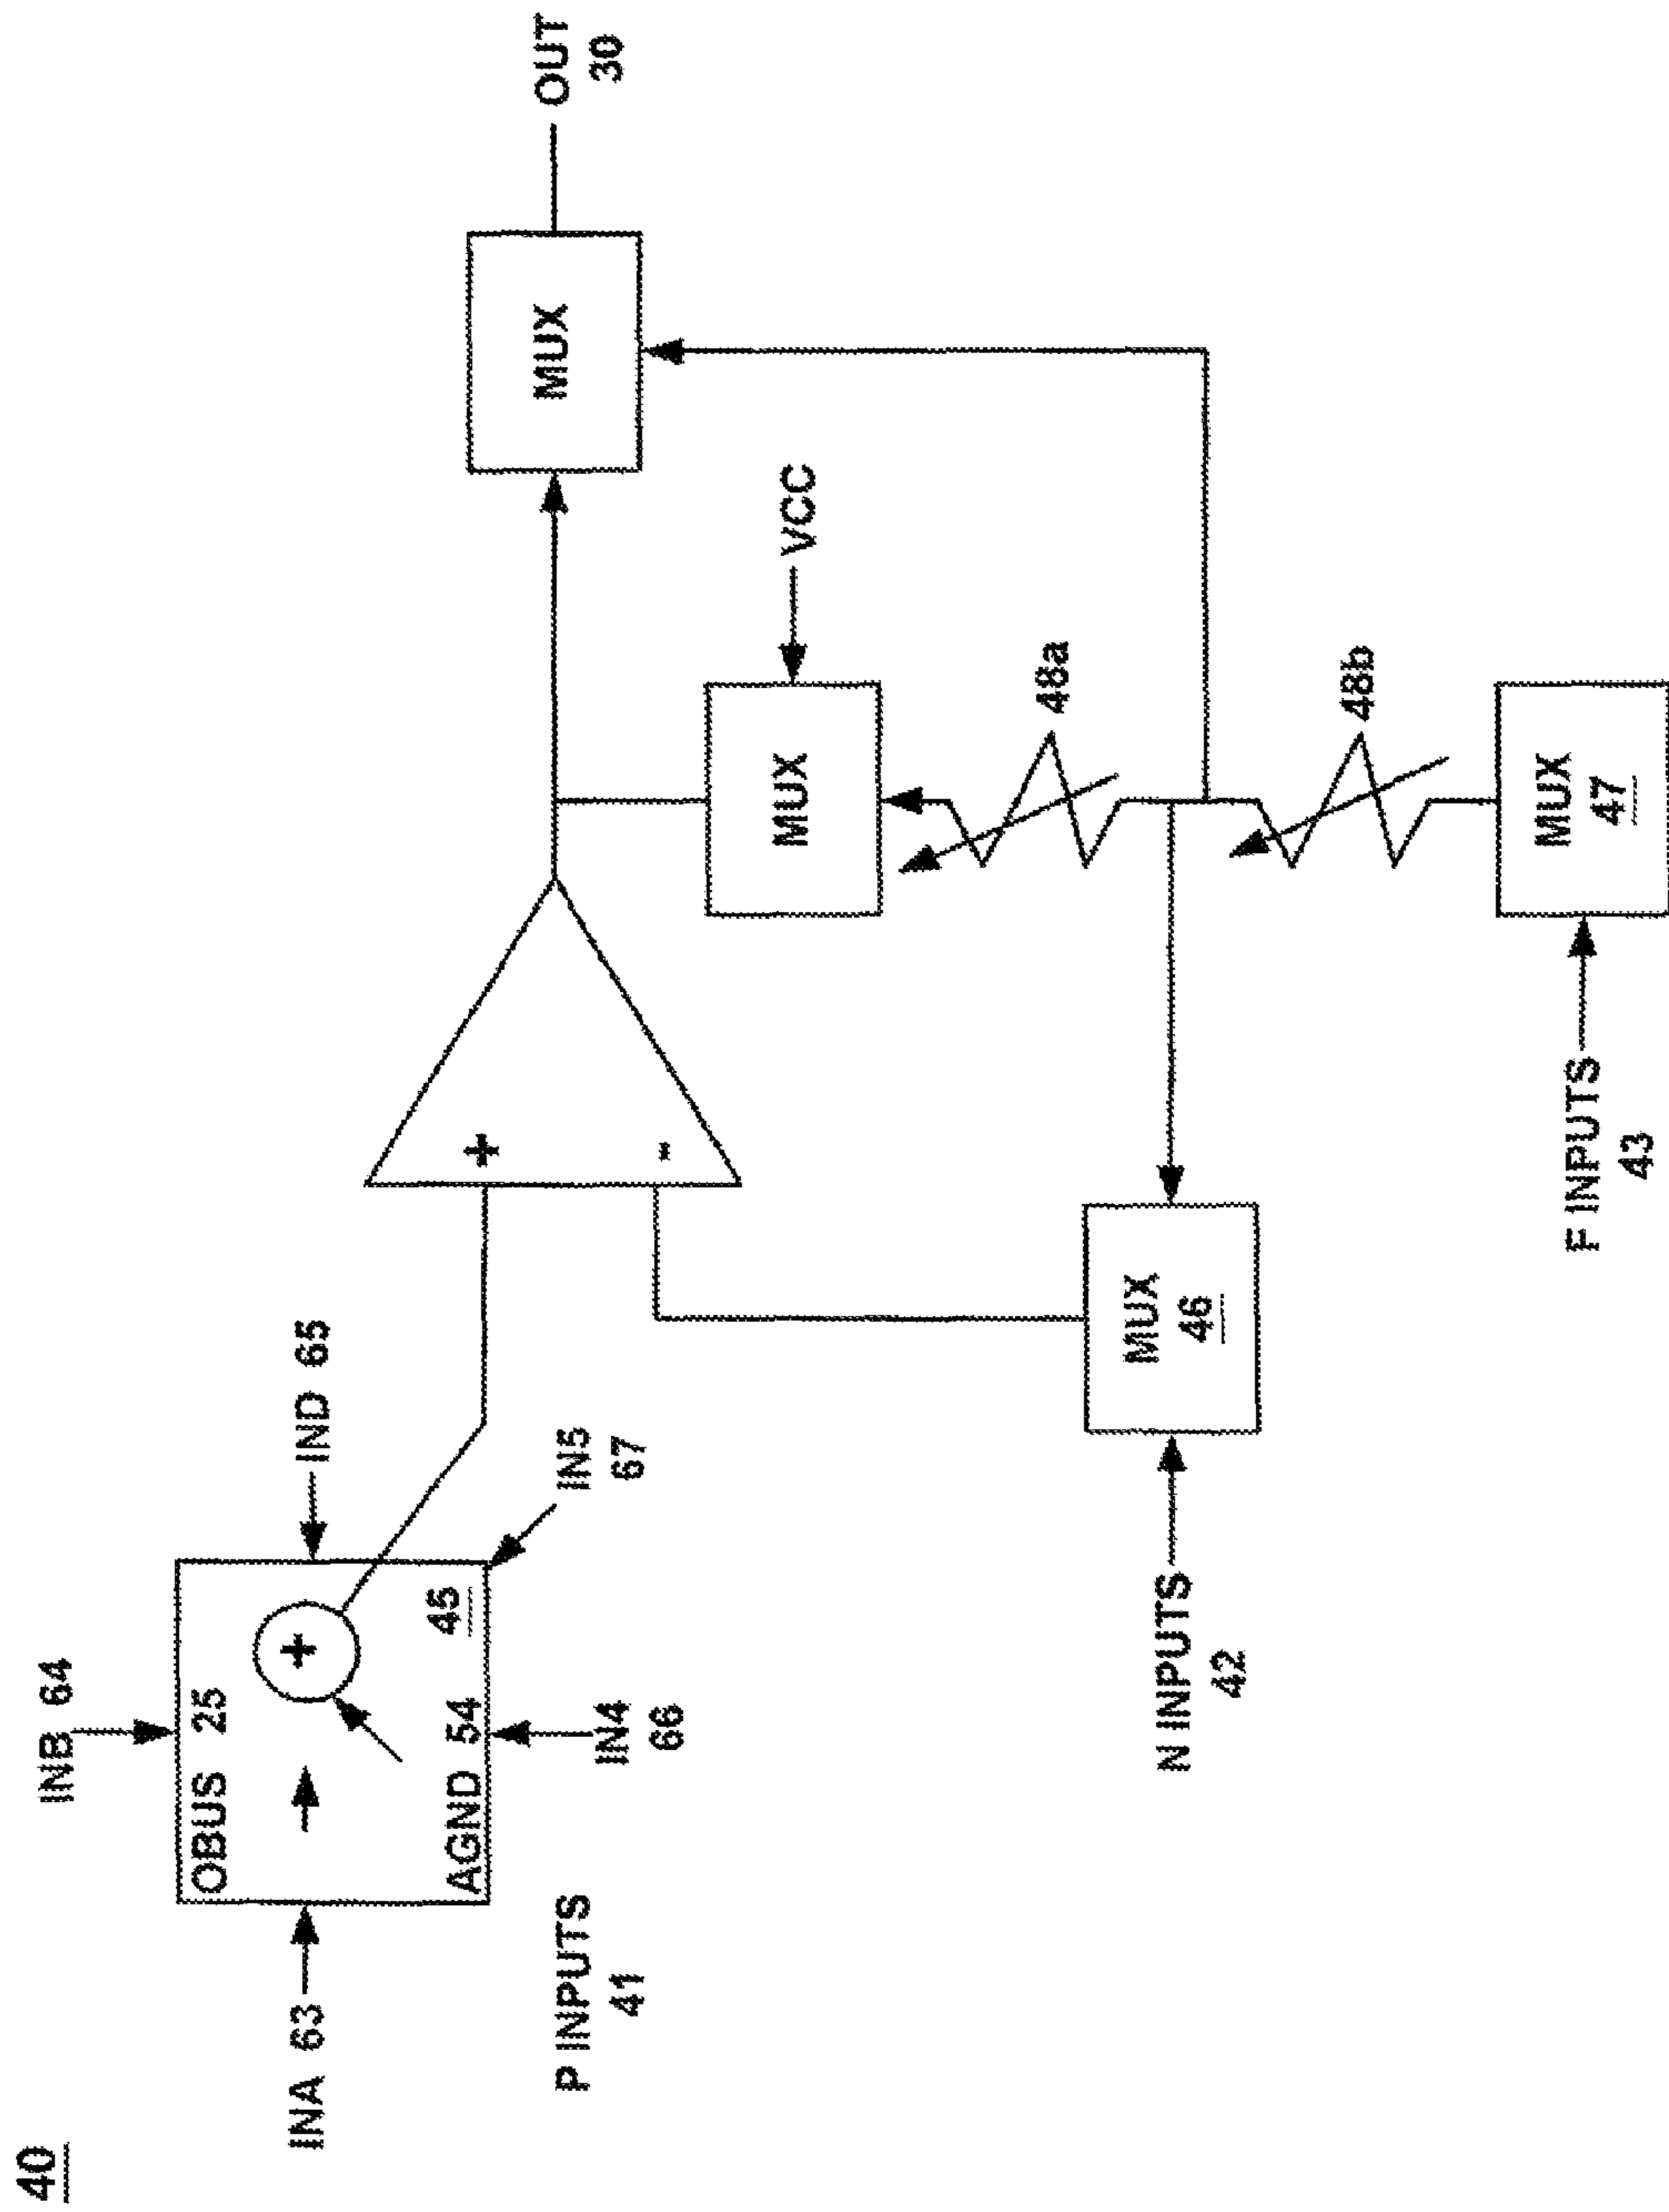 40
INB 64
INA 63
OBUS 25
+
45
AGND 54
IND 65
IN5
67
IN4
66
P INPUTS
41
+
-
MUX
OUT
30
MUX
VCC
48a
48b
MUX
46
N INPUTS
42
MUX
47
F INPUTS
43